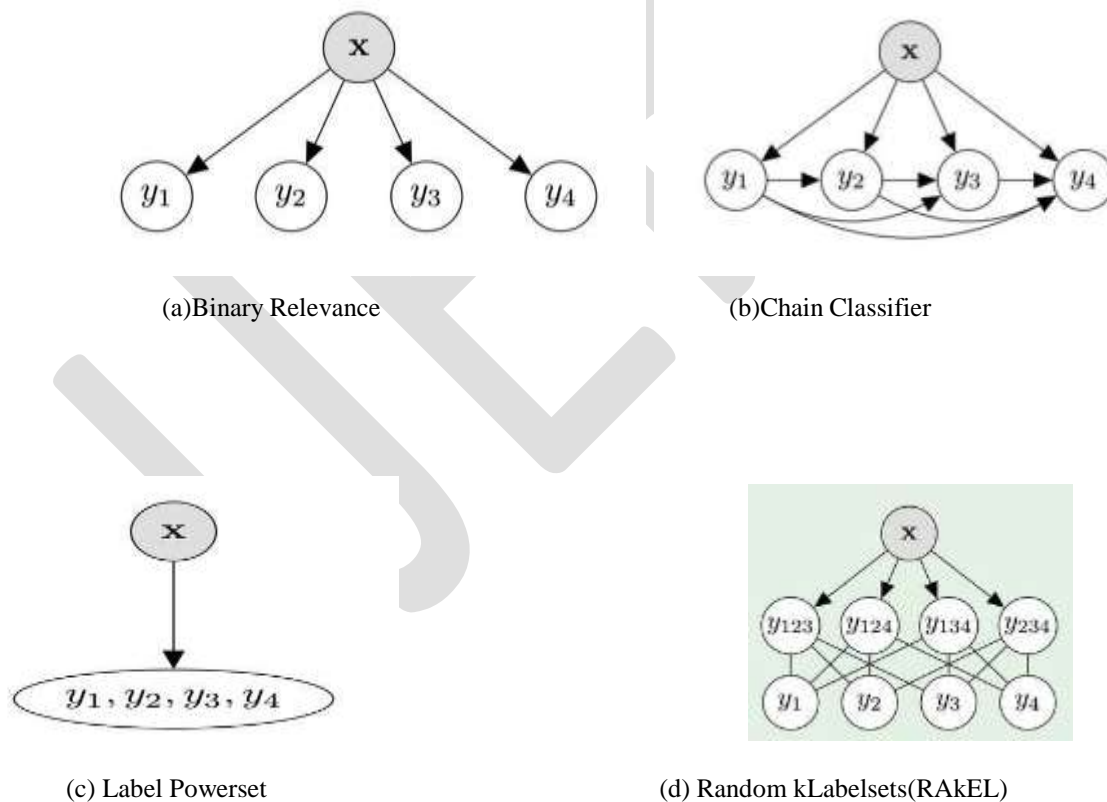 x
y1 y2 y3 y4
(a)Binary Relevance
x
y1 y2 y3 y4
(b)Chain Classifier
x
y1, y2, y3, y4
(c) Label Powerset
x
y123 y124 y134 y234
y1 y2 y3 y4
(d) Random kLabelsets(RAkEL)